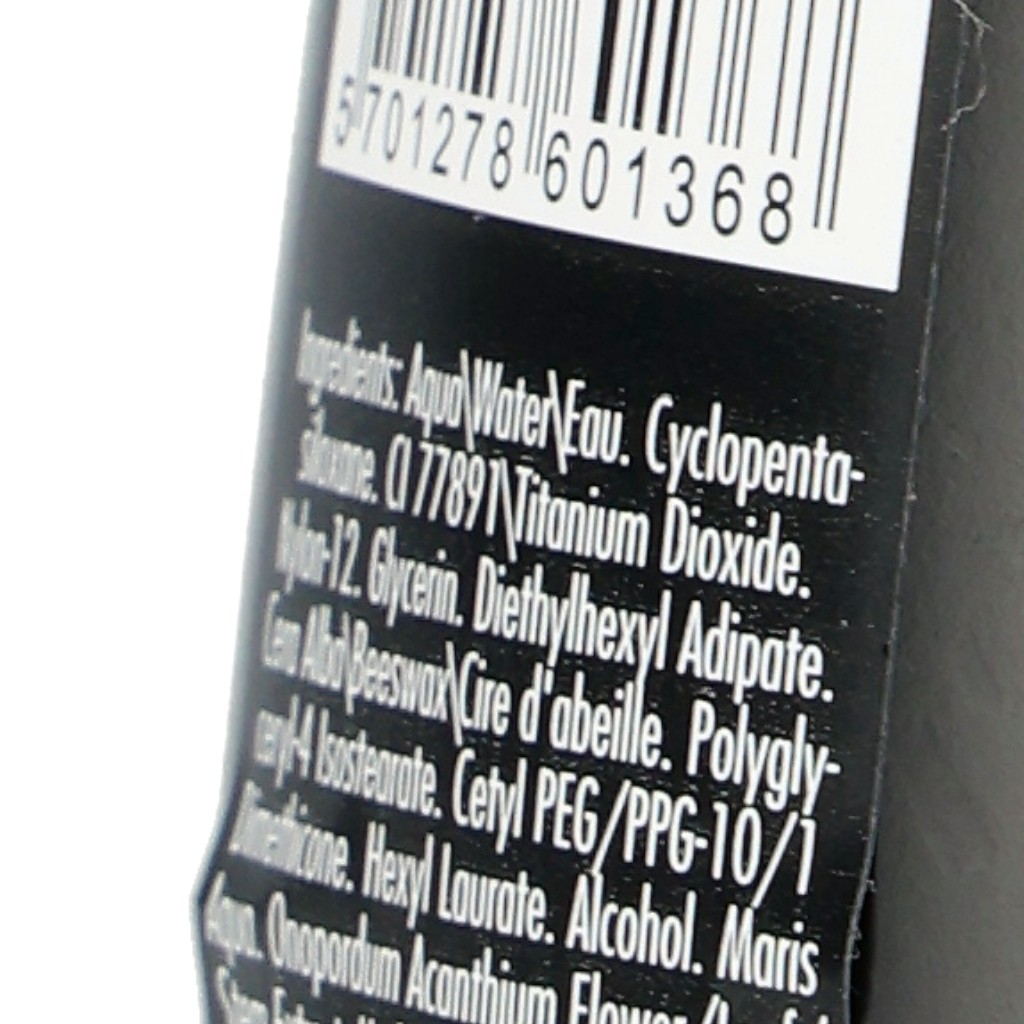 5 701278 601368
Ingredients: Aqua\Water\Eau. Cyclopenta-
siloxane. CI 77891\Titanium Dioxide.
Nylon-12. Glycerin. Diethylhexyl Adipate.
Cera Alba\Beeswax\Cire d'abeille. Polygly-
ceryl-4 Isostearate. Cetyl PEG/PPG-10/1
Dimethicone. Hexyl Laurate. Alcohol. Maris
Aqua. Onopordum Acanthium Flower